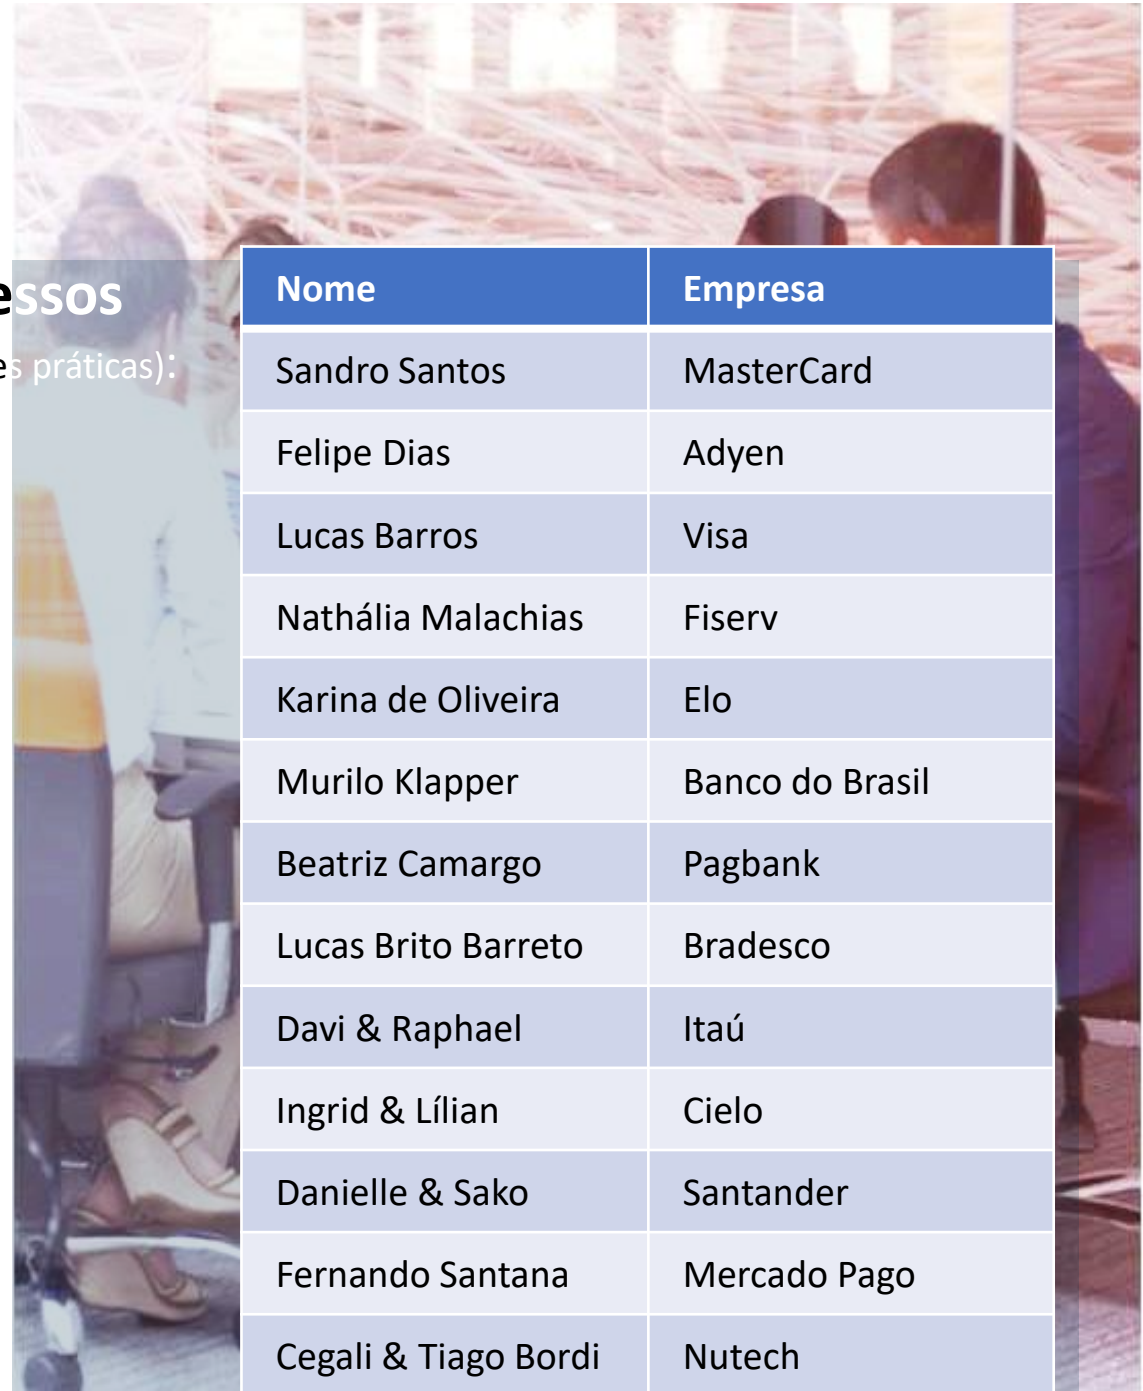 essos
es práticas):
Nome Empresa
Sandro Santos MasterCard
Felipe Dias Adyen
Lucas Barros Visa
Nathália Malachias Fiserv
Karina de Oliveira Elo
Murilo Klapper Banco do Brasil
Beatriz Camargo Pagbank
Lucas Brito Barreto Bradesco
Davi & Raphael Itaú
Ingrid & Lílian Cielo
Danielle & Sako Santander
Fernando Santana Mercado Pago
Cegali & Tiago Bordi Nutech